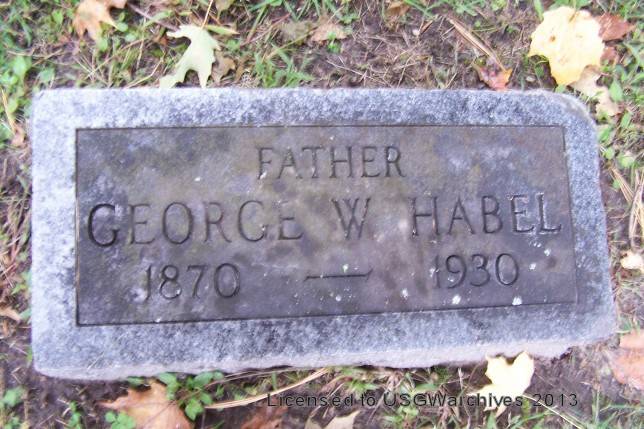 FATHER
GEORGE W HABEL
1870 — 1930
Licensed to USGWarchives 2013